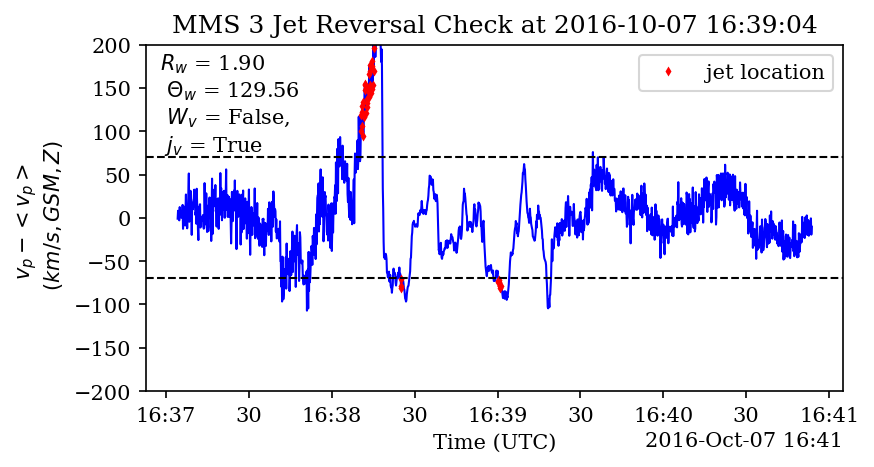 MMS 3 Jet Reversal Check at 2016-10-07 16:39:04
R_w = 1.90
Θ_w = 129.56
W_v = False,
j_v = True
jet location
v_p − < v_p >
(km/s, GSM, Z)
200
150
100
50
0
−50
−100
−150
−200
16:37 30 16:38 30 16:39 30 16:40 30 16:41
Time (UTC)
2016-Oct-07 16:41